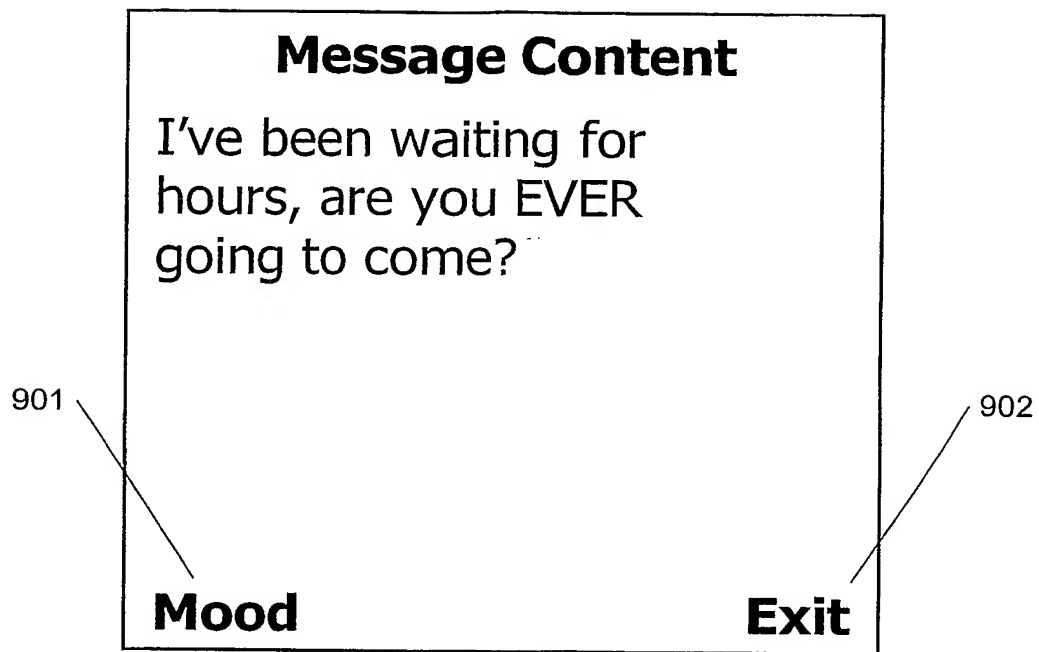 Message Content
I've been waiting for
hours, are you EVER
going to come?
901
902
Mood
Exit